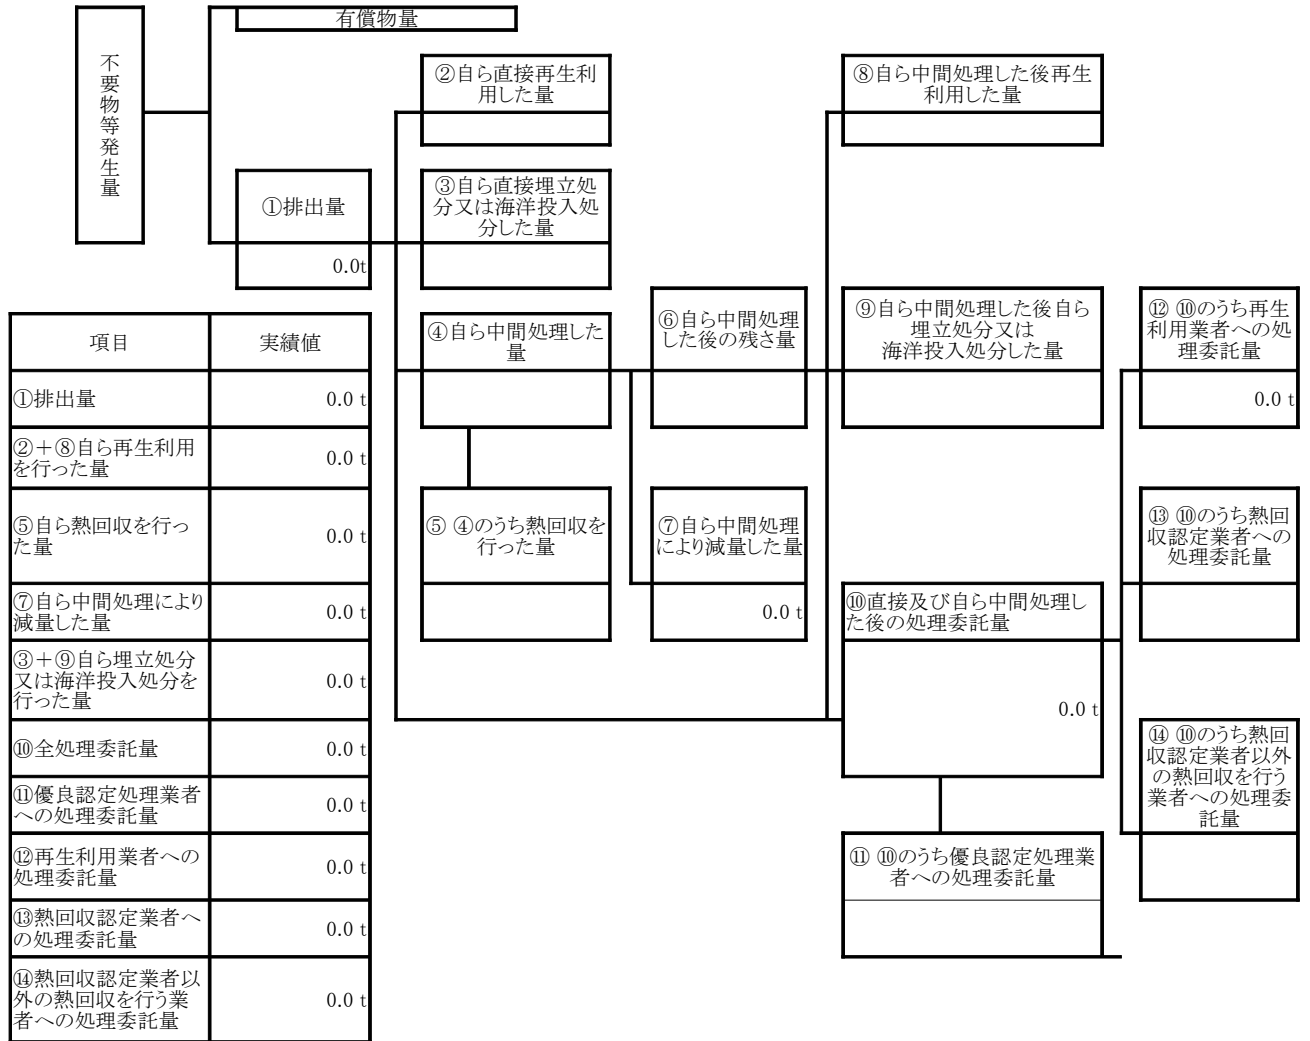 有償物量
不要物等発生量
②自ら直接再生利
用した量
⑧自ら中間処理した後再生
利用した量
①排出量
0.0t
③自ら直接埋立処
分又は海洋投入処
分した量
④自ら中間処理した
量
⑥自ら中間処理
した後の残さ量
⑨自ら中間処理した後自ら
埋立処分又は
海洋投入処分した量
⑫ ⑩のうち再生
利用業者への処
理委託量
0.0 t
⑤ ④のうち熱回収を
行った量
⑦自ら中間処理
により減量した量
0.0 t
⑬ ⑩のうち熱回
収認定業者への
処理委託量
⑩直接及び自ら中間処理し
た後の処理委託量
0.0 t
⑭ ⑩のうち熱回
収認定業者以外
の熱回収を行う
業者への処理委
託量
⑪ ⑩のうち優良認定処理業
者への処理委託量
項目 実績値
①排出量 0.0 t
②＋⑧自ら再生利用
を行った量 0.0 t
⑤自ら熱回収を行っ
た量 0.0 t
⑦自ら中間処理により
減量した量 0.0 t
③＋⑨自ら埋立処分
又は海洋投入処分を
行った量 0.0 t
⑩全処理委託量 0.0 t
⑪優良認定処理業者
への処理委託量 0.0 t
⑫再生利用業者への
処理委託量 0.0 t
⑬熱回収認定業者へ
の処理委託量 0.0 t
⑭熱回収認定業者以
外の熱回収を行う業
者への処理委託量 0.0 t